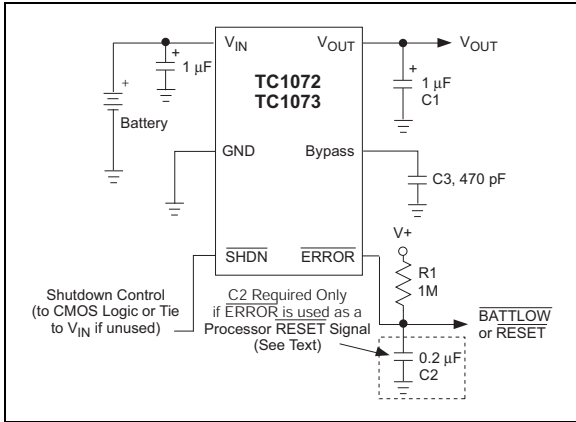 VIN
VOUT
VOUT
+
1 µF
TC1072
TC1073
+
1 µF
C1
+
Battery
GND
Bypass
C3, 470 pF
V+
SHDN
ERROR
R1
1M
Shutdown Control
(to CMOS Logic or Tie
to VIN if unused)
C2 Required Only
if ERROR is used as a
Processor RESET Signal
(See Text)
BATTLOW
or RESET
0.2 µF
C2